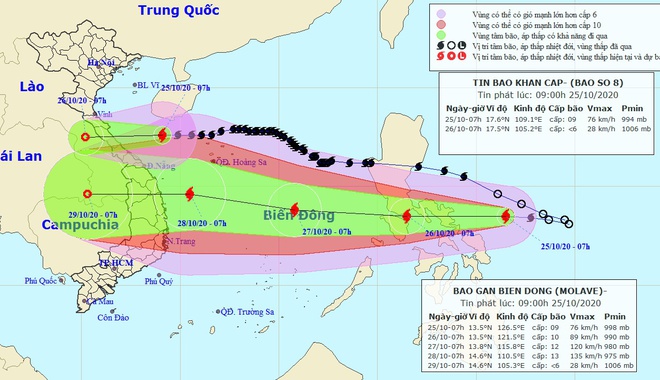 Trung Quốc
Vùng có thể có gió mạnh lớn hơn cấp 6
Vùng có thể có gió mạnh lớn hơn cấp 10
Vùng tâm bão, áp thấp có khả năng đi qua
Vị trí tâm bão, áp thấp nhiệt đới, vùng thấp đã qua
Vị trí tâm bão, áp thấp nhiệt đới, vùng thấp hiện tại và dự bá
Hà Nội
BL Vĩ
Lào
25/10/20 - 07h
26/10/20 - 07h
Vinh
TIN BAO KHAN CAP- (BAO SO 8)
Tin phát lúc: 09:00h 25/10/2020
Ngày-giờ Vĩ độ Kinh độ Cấp bão Vmax Pmin
25/10-07h 17.6°N 109.1°E cấp: 09 76 km/h 994 mb
26/10-07h 17.5°N 105.2°E cấp: <6 28 km/h 1006 mb
ái Lan
Đ.Nẵng
QĐ. Hoàng Sa
29/10/20 - 07h
28/10/20 - 07h
Biển Đông
27/10/20 - 07h
26/10/20 - 07h
25/10/20 - 07h
Campuchia
N.Trang
TP.HCM
Phú Quốc
Phú Quý
Cà Mau
Côn Đảo
QĐ.Trường Sa
BAO GAN BIEN DONG (MOLAVE)-
Tin phát lúc: 09:00h 25/10/2020
Ngày-giờ Vĩ độ Kinh độ Cấp bão Vmax Pmin
25/10-07h 13.5°N 126.5°E cấp: 09 76 km/h 998 mb
26/10-07h 13.5°N 121.5°E cấp: 10 89 km/h 990 mb
27/10-07h 13.8°N 115.8°E cấp: 12 120 km/h 980 mb
28/10-07h 14.6°N 110.5°E cấp: 13 135 km/h 975 mb
29/10-07h 14.6°N 105.3°E cấp: <6 28 km/h 1006 mb